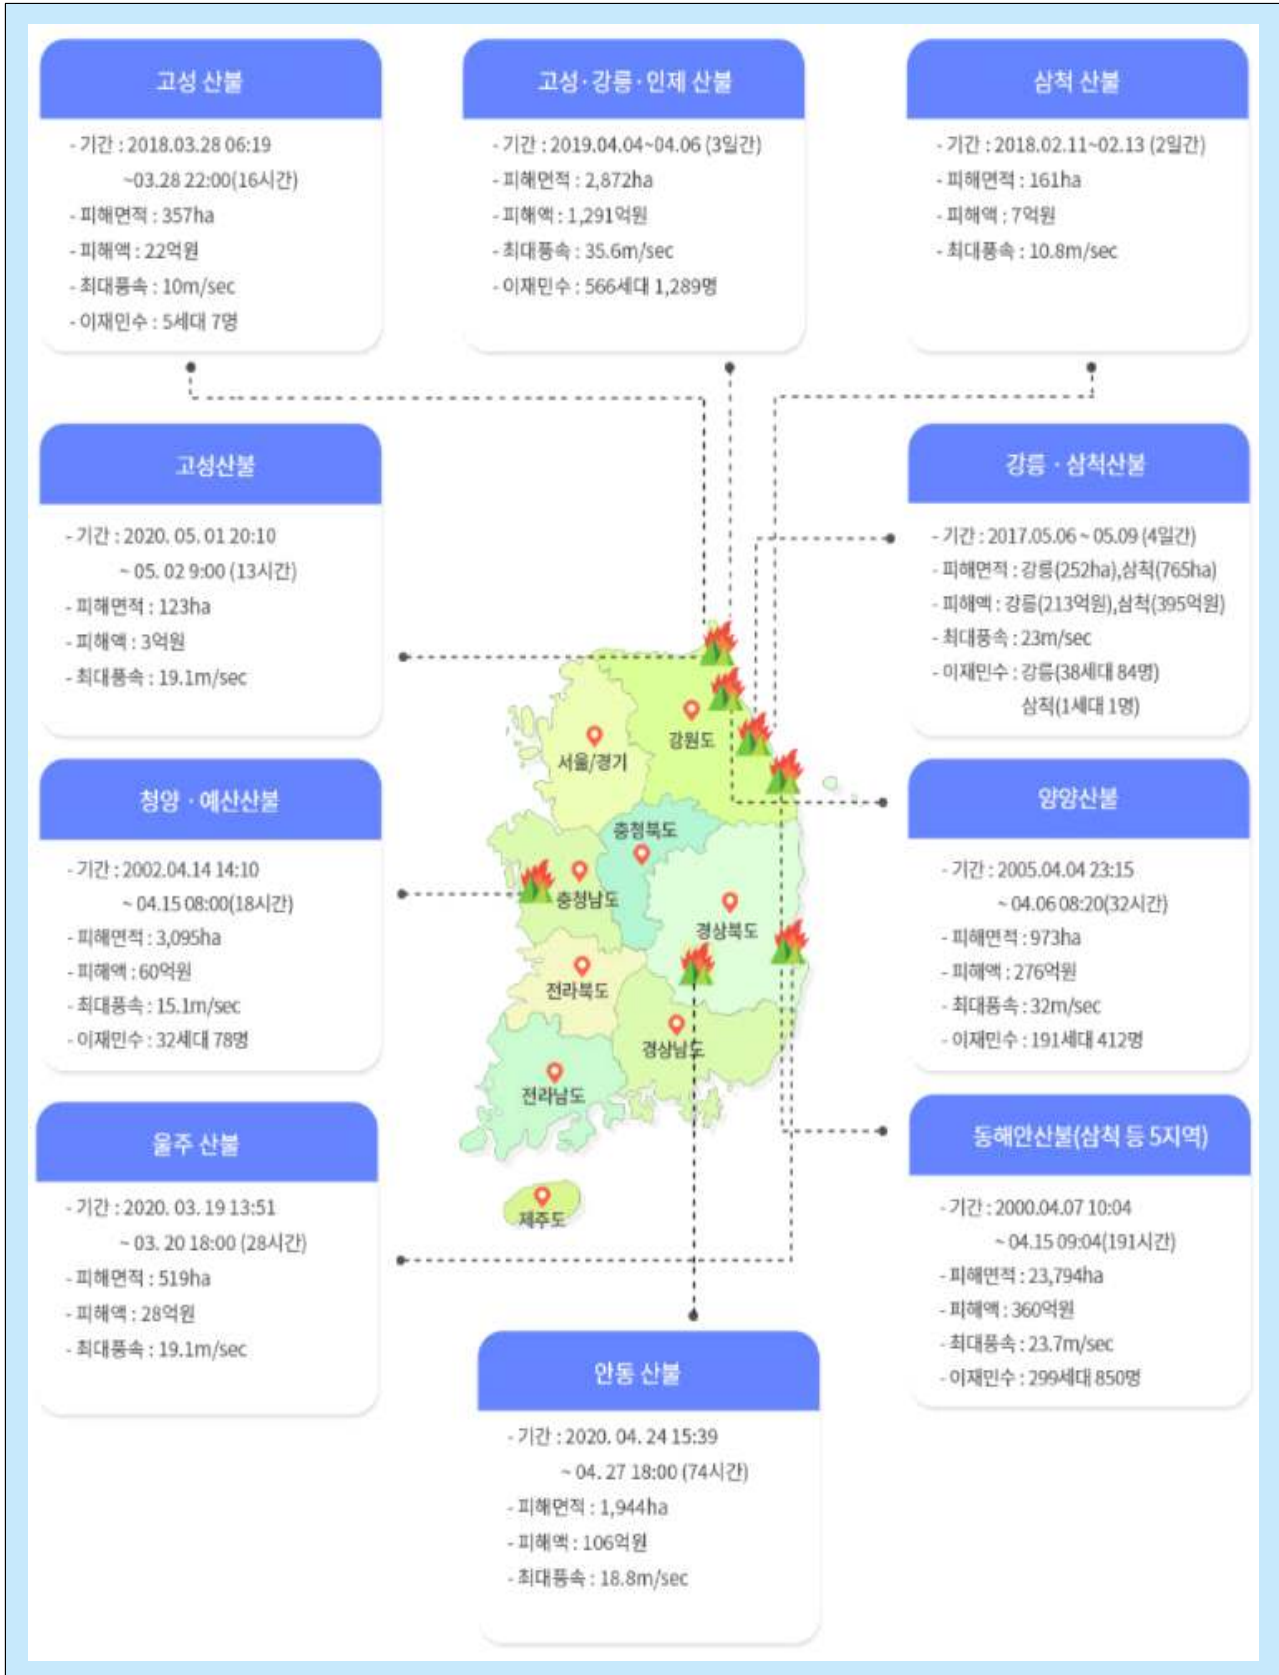 고성 산불
- 기간 : 2018.03.28 06:19
~03.28 22:00(16시간)
- 피해면적 : 357ha
- 피해액 : 22억원
- 최대풍속 : 10m/sec
- 이재민수 : 5세대 7명
고성·강릉·인제 산불
- 기간 : 2019.04.04~04.06 (3일간)
- 피해면적 : 2,872ha
- 피해액 : 1,291억원
- 최대풍속 : 35.6m/sec
- 이재민수 : 566세대 1,289명
삼척 산불
- 기간 : 2018.02.11~02.13 (2일간)
- 피해면적 : 161ha
- 피해액 : 7억원
- 최대풍속 : 10.8m/sec
고성산불
- 기간 : 2020. 05. 01 20:10
~ 05. 02 9:00 (13시간)
- 피해면적 : 123ha
- 피해액 : 3억원
- 최대풍속 : 19.1m/sec
강릉 · 삼척산불
- 기간 : 2017.05.06 ~ 05.09 (4일간)
- 피해면적 : 강릉(252ha),삼척(765ha)
- 피해액 : 강릉(213억원),삼척(395억원)
- 최대풍속 : 23m/sec
- 이재민수 : 강릉(38세대 84명)
삼척(1세대 1명)
강원도
서울/경기
충청북도
충청남도
경상북도
전라북도
경상남도
전라남도
제주도
청양 · 예산산불
- 기간 : 2002.04.14 14:10
~ 04.15 08:00(18시간)
- 피해면적 : 3,095ha
- 피해액 : 60억원
- 최대풍속 : 15.1m/sec
- 이재민수 : 32세대 78명
양양산불
- 기간 : 2005.04.04 23:15
~ 04.06 08:20(32시간)
- 피해면적 : 973ha
- 피해액 : 276억원
- 최대풍속 : 32m/sec
- 이재민수 : 191세대 412명
울주 산불
- 기간 : 2020. 03. 19 13:51
~ 03. 20 18:00 (28시간)
- 피해면적 : 519ha
- 피해액 : 28억원
- 최대풍속 : 19.1m/sec
동해안산불(삼척 등 5지역)
- 기간 : 2000.04.07 10:04
~ 04.15 09:04(191시간)
- 피해면적 : 23,794ha
- 피해액 : 360억원
- 최대풍속 : 23.7m/sec
- 이재민수 : 299세대 850명
안동 산불
- 기간 : 2020. 04. 24 15:39
~ 04. 27 18:00 (74시간)
- 피해면적 : 1,944ha
- 피해액 : 106억원
- 최대풍속 : 18.8m/sec